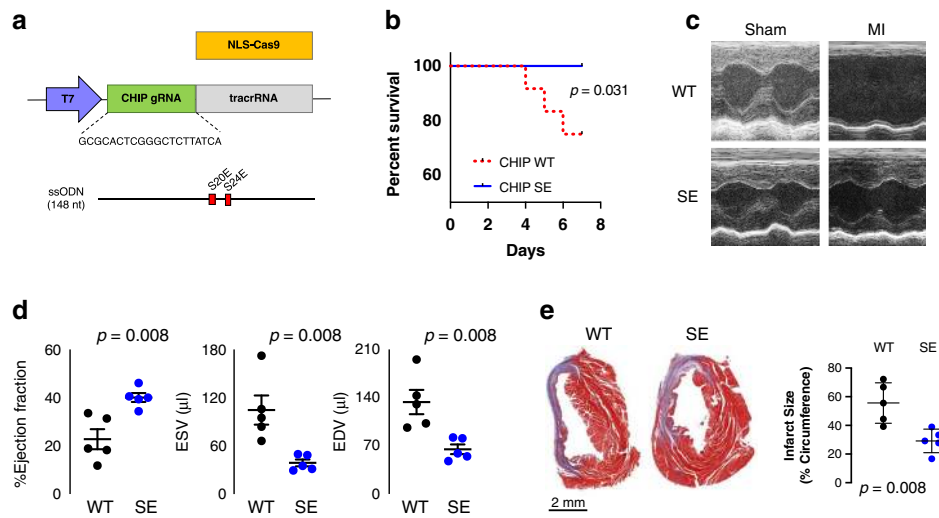 a
NLS-Cas9
T7
CHIP gRNA
tracrRNA
GCGCACTCGGGCTCTTATCA
S20E
S24E
ssODN
(148 nt)
b
Percent survival
100
80
60
p = 0.031
CHIP WT
CHIP SE
0
2
4
6
8
Days
c
Sham
MI
WT
SE
d
p = 0.008
%Ejection fraction
60
40
20
0
WT
SE
ESV (µl)
180
120
60
0
WT
SE
p = 0.008
EDV (µl)
210
140
70
0
WT
SE
e
WT
SE
2 mm
WT
SE
Infarct Size
(% Circumference)
80
60
40
20
0
p = 0.008